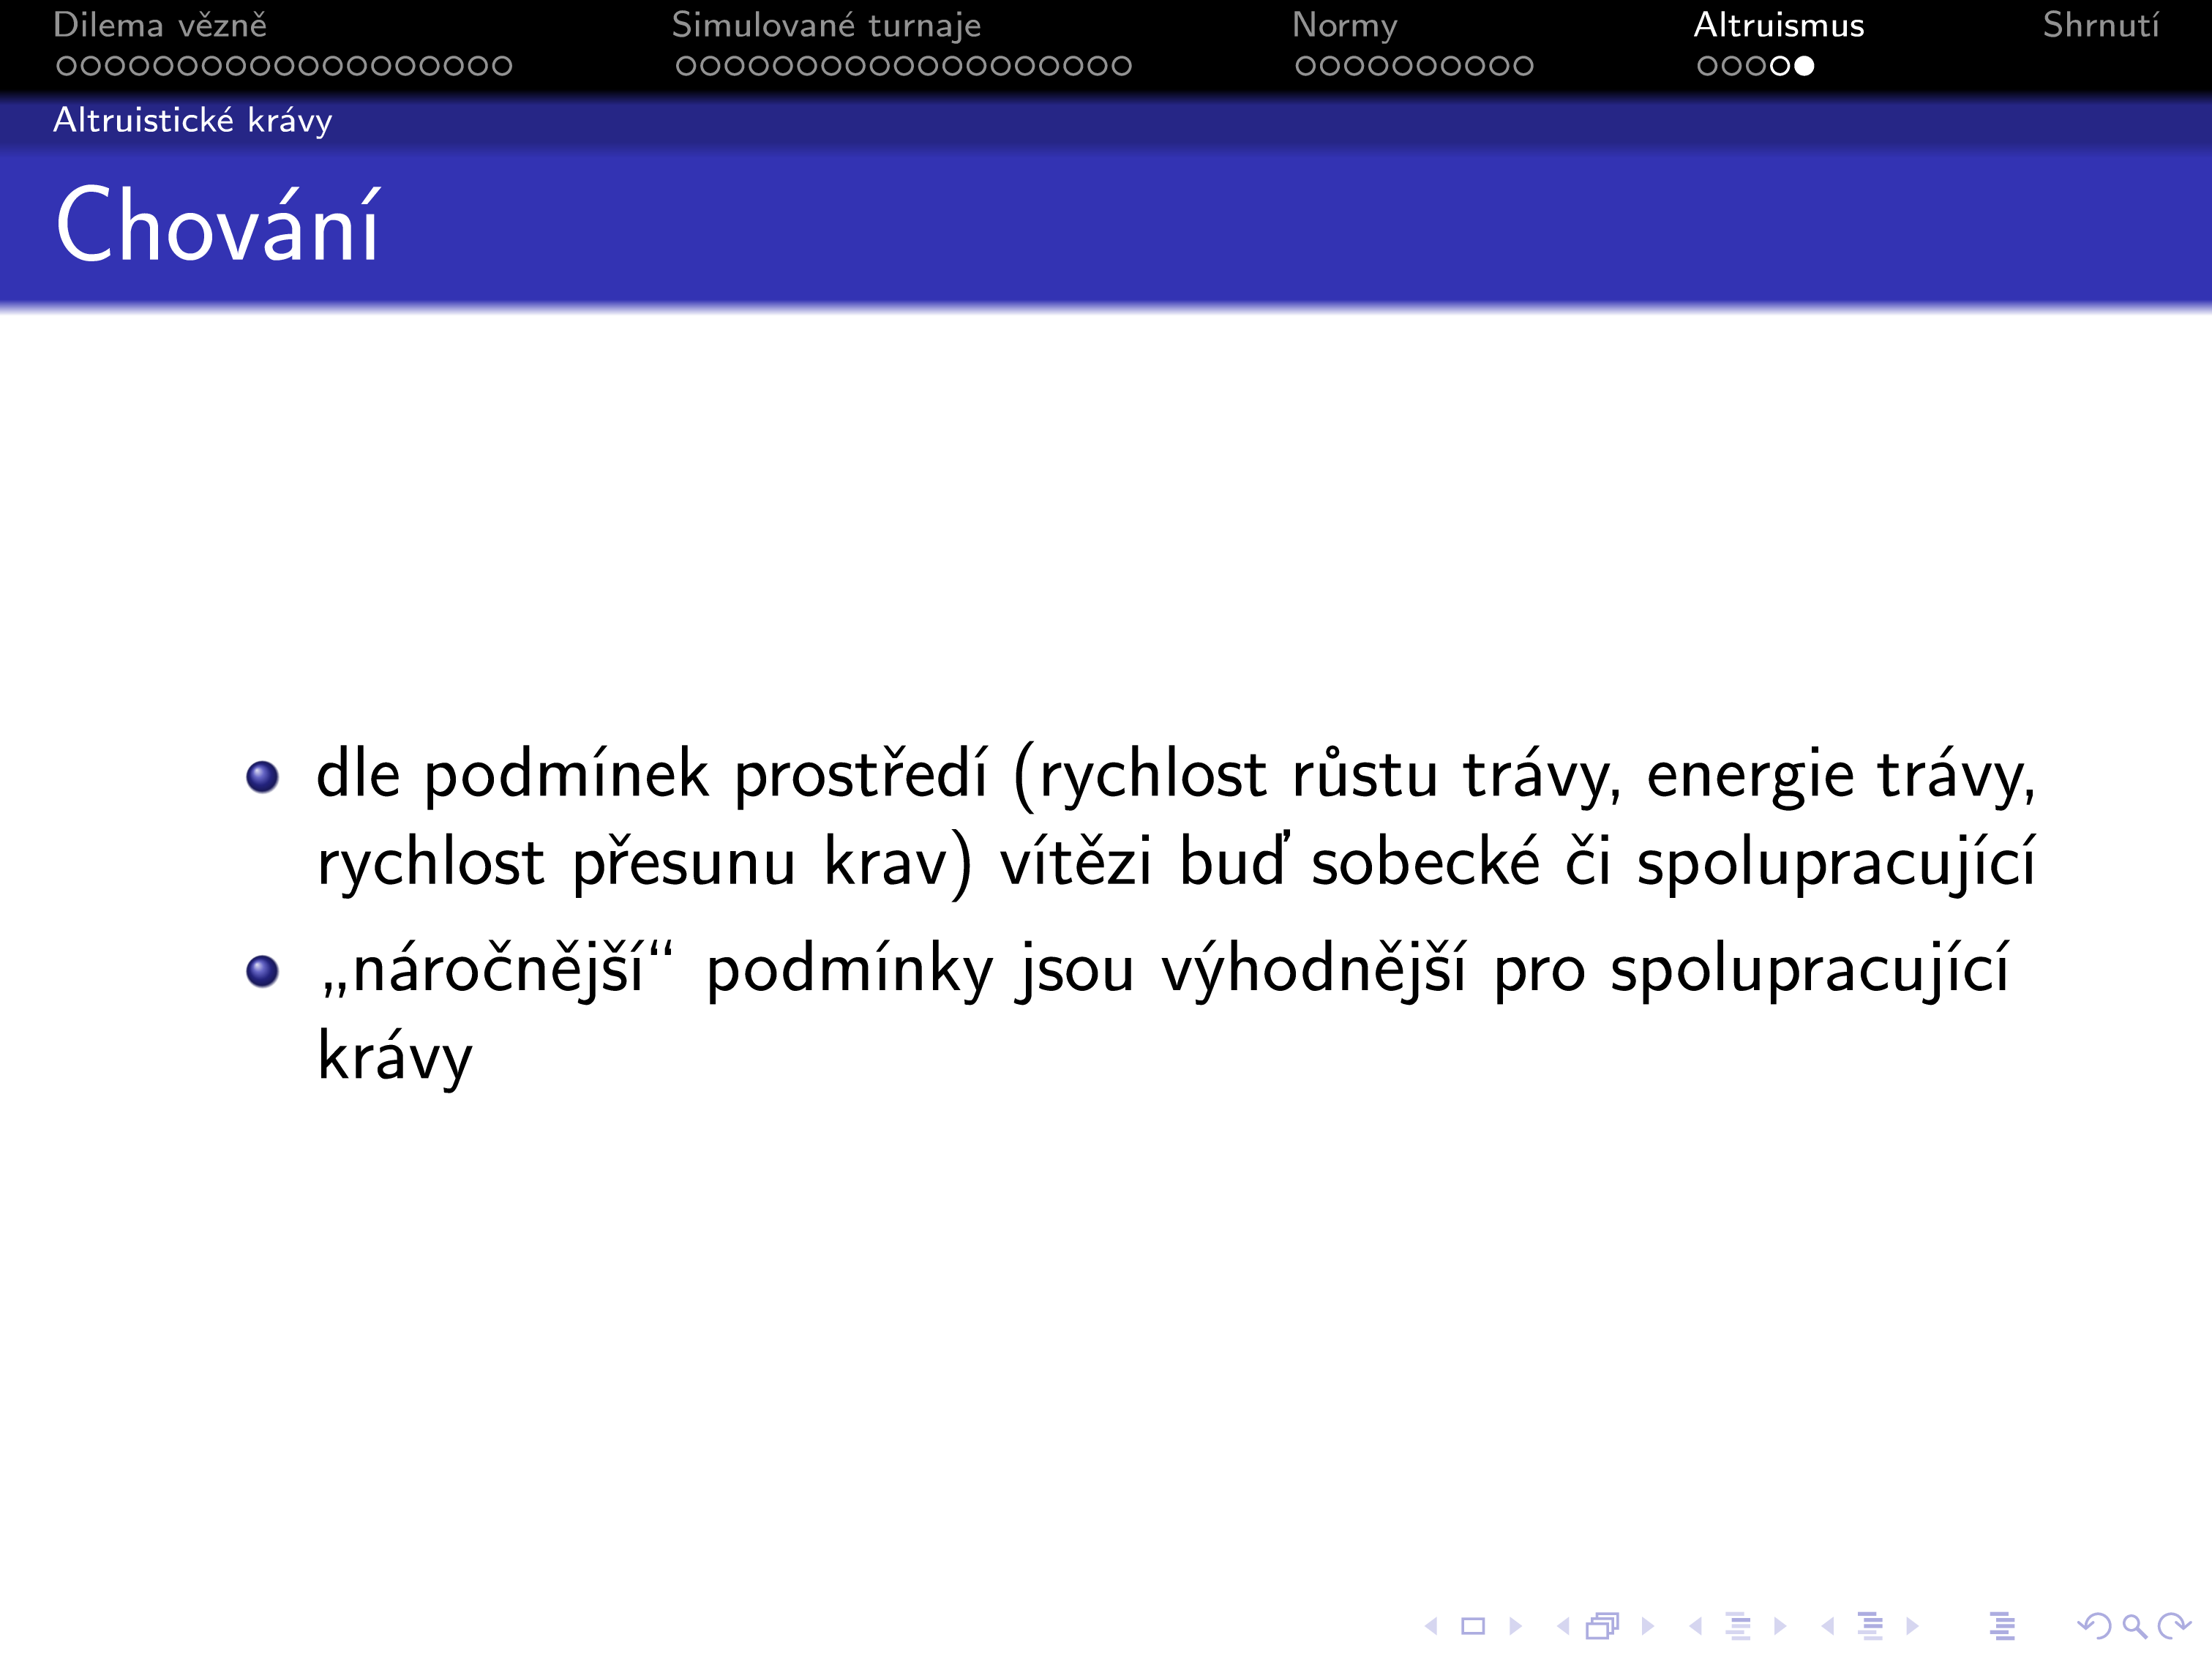 Dilema vězně Simulované turnaje Normy Altruismus Shrnutí
Altruistické krávy
Chování
dle podmínek prostředí (rychlost růstu trávy, energie trávy,
rychlost přesunu krav) vítězi buď sobecké či spolupracující
„náročnější“ podmínky jsou výhodnější pro spolupracující
krávy